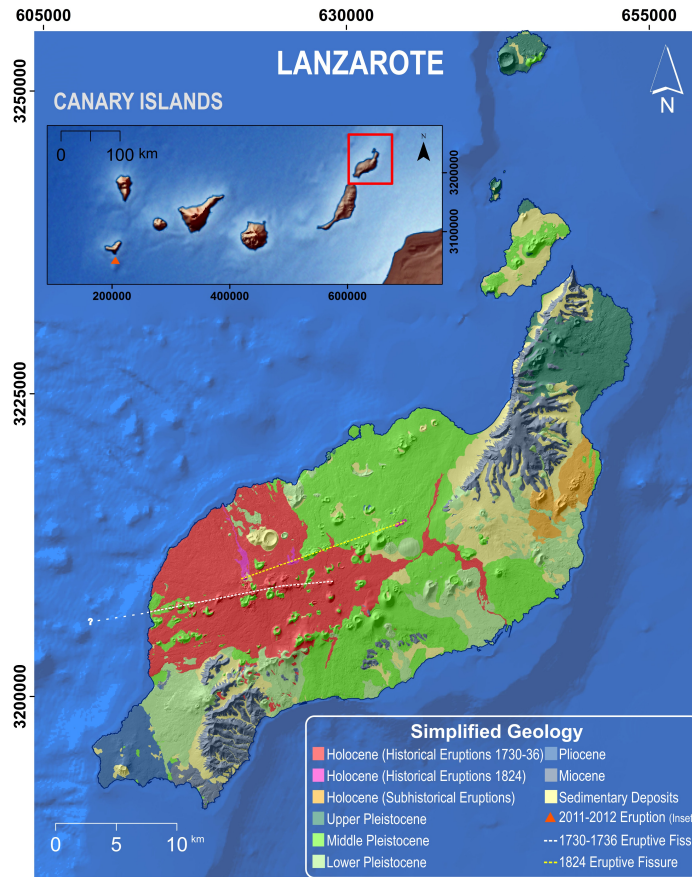 605000 630000 655000
LANZAROTE
N
3250000
CANARY ISLANDS
0 100 km
N
3200000
3100000
200000 400000 600000
3225000
?
3200000
0 5 10 km
Simplified Geology
Holocene (Historical Eruptions 1730-36)
Holocene (Historical Eruptions 1824)
Holocene (Subhistorical Eruptions)
Upper Pleistocene
Middle Pleistocene
Lower Pleistocene
Pliocene
Miocene
Sedimentary Deposits
2011-2012 Eruption (Inset
1730-1736 Eruptive Fiss
1824 Eruptive Fissure